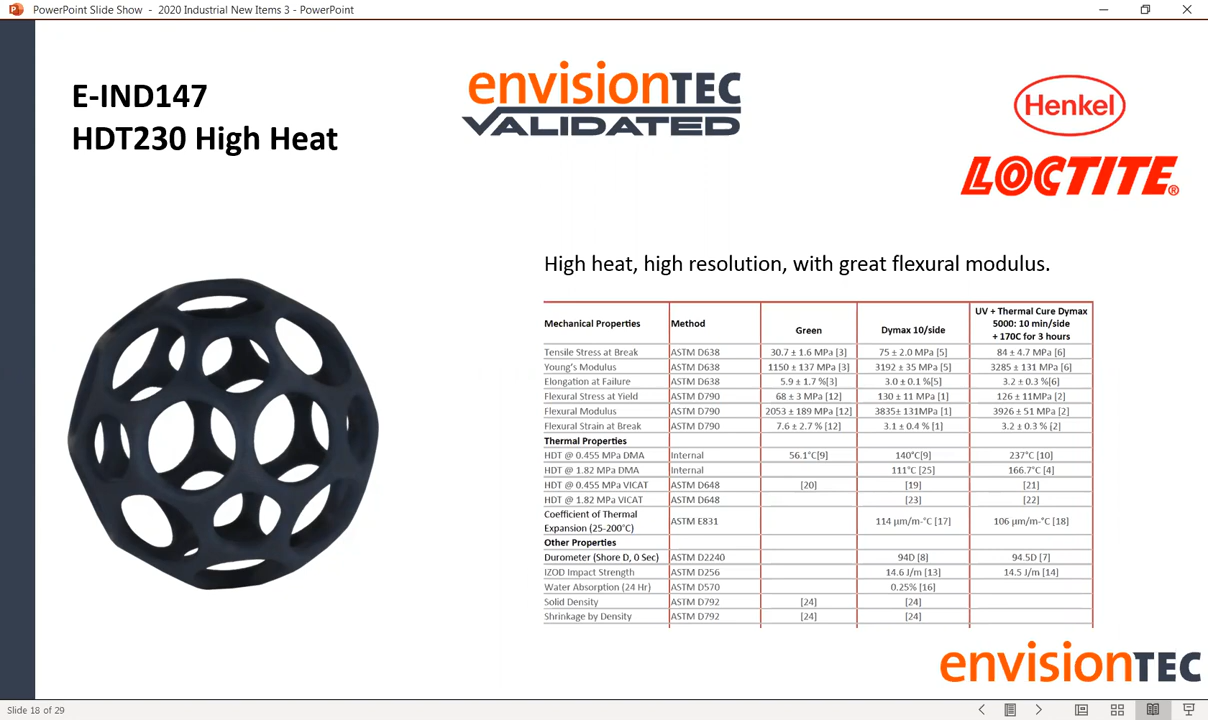 PowerPoint Slide Show - 2020 Industrial New Items 3 - PowerPoint
E-IND147
HDT230 High Heat
envisionTEC
VALIDATED
Henkel
LOCTITE®
High heat, high resolution, with great flexural modulus.
Mechanical Properties Method Green Dymax 10/side UV + Thermal Cure Dymax 5000: 10 min/side + 170C for 3 hours
Tensile Stress at Break ASTM D638 30.7 ± 1.6 MPa [3] 75 ± 2.0 MPa [5] 84 ± 4.7 MPa [6]
Young's Modulus ASTM D638 1150 ± 137 MPa [3] 3192 ± 35 MPa [5] 3285 ± 131 MPa [6]
Elongation at Failure ASTM D638 5.9 ± 1.7 %[3] 3.0 ± 0.1 %[5] 3.2 ± 0.3 %[6]
Flexural Stress at Yield ASTM D790 68 ± 3 MPa [12] 130 ± 11 MPa [1] 126 ± 11MPa [2]
Flexural Modulus ASTM D790 2053 ± 189 MPa [12] 3835± 131MPa [1] 3926 ± 51 MPa [2]
Flexural Strain at Break ASTM D790 7.6 ± 2.7 % [12] 3.1 ± 0.4 % [1] 3.2 ± 0.3 % [2]
Thermal Properties
HDT @ 0.455 MPa DMA Internal 56.1°C[9] 140°C[9] 237°C [10]
HDT @ 1.82 MPa DMA Internal 111°C [25] 166.7°C [4]
HDT @ 0.455 MPa VICAT ASTM D648 [20] [19] [21]
HDT @ 1.82 MPa VICAT ASTM D648 [23] [22]
Coefficient of Thermal Expansion (25-200°C) ASTM E831 114 µm/m-°C [17] 106 µm/m-°C [18]
Other Properties
Durometer (Shore D, 0 Sec) ASTM D2240 94D [8] 94.5D [7]
IZOD Impact Strength ASTM D256 14.6 J/m [13] 14.5 J/m [14]
Water Absorption (24 Hr) ASTM D570 0.25% [16]
Solid Density ASTM D792 [24] [24]
Shrinkage by Density ASTM D792 [24] [24]
envisionTEC
Slide 18 of 29